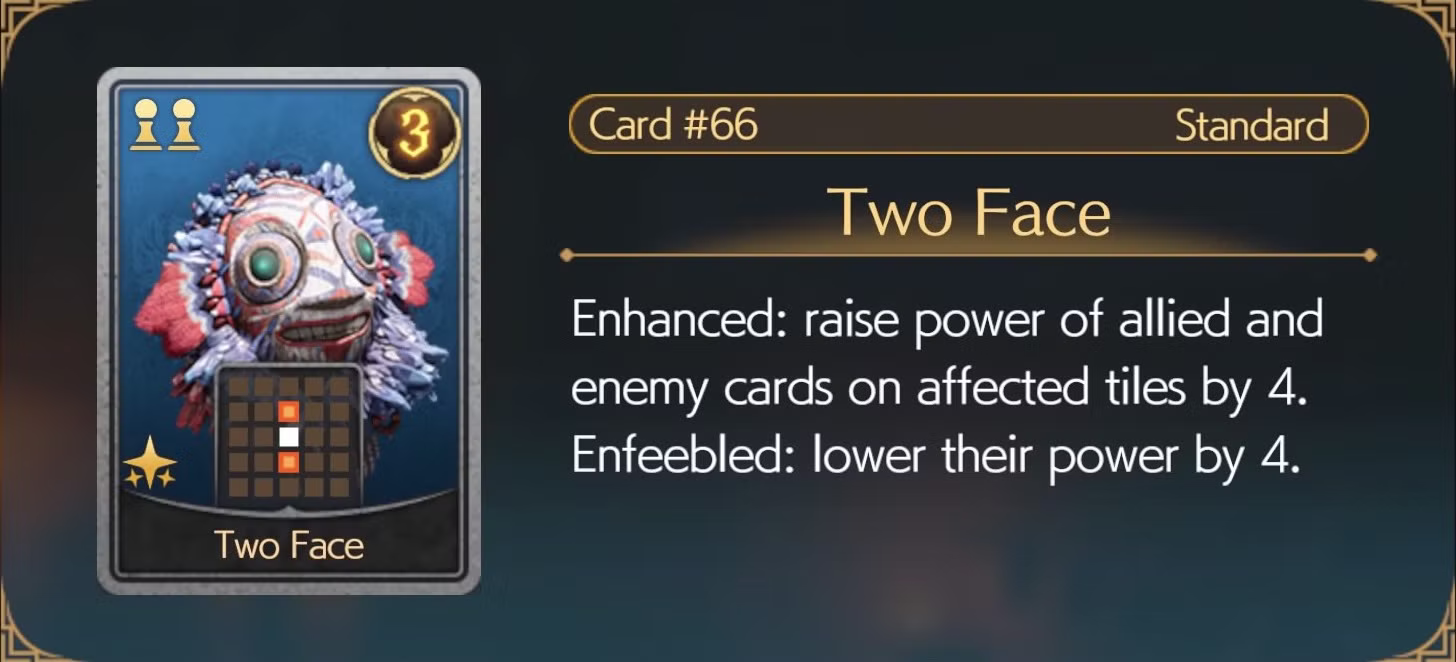 3
Two Face
Card #66 Standard
Two Face
Enhanced: raise power of allied and
enemy cards on affected tiles by 4.
Enfeebled: lower their power by 4.